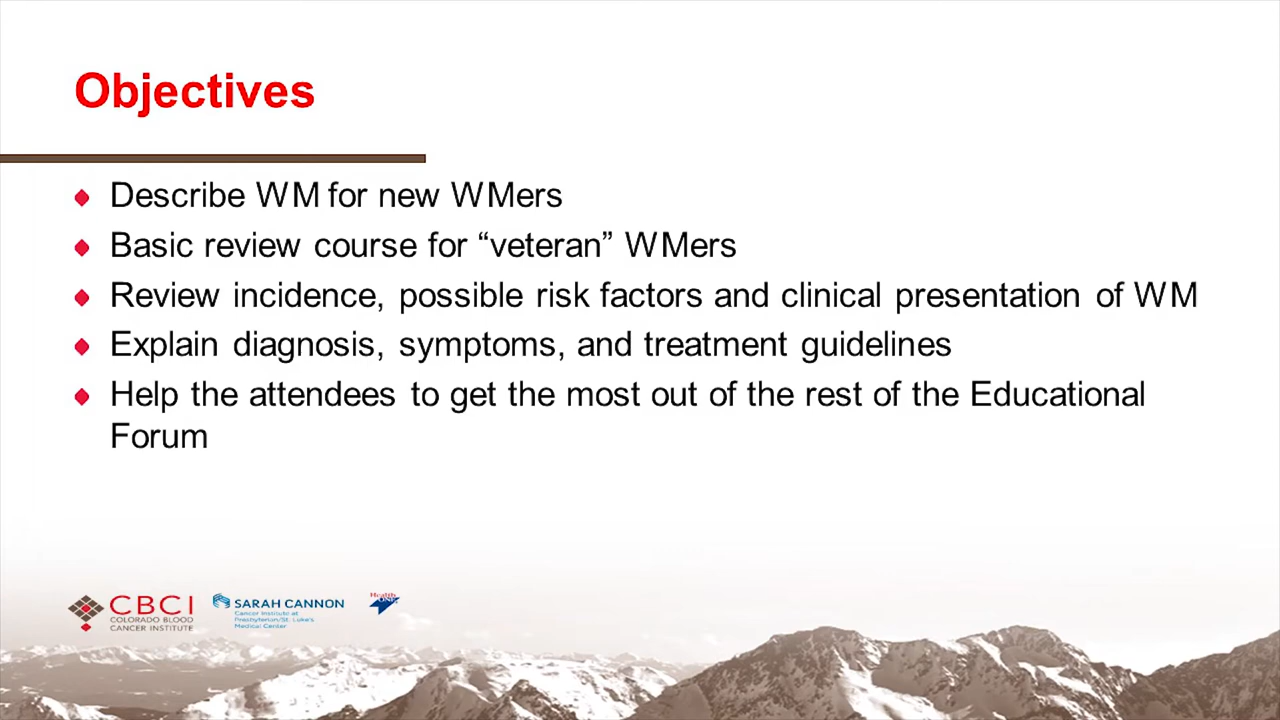 Objectives
Describe WM for new WMers
Basic review course for “veteran” WMers
Review incidence, possible risk factors and clinical presentation of WM
Explain diagnosis, symptoms, and treatment guidelines
Help the attendees to get the most out of the rest of the Educational
Forum
CBCI
COLORADO BLOOD
CANCER INSTITUTE
SARAH CANNON
Cancer Institute at
Presbyterian/St. Luke's
Medical Center
Health
ONE